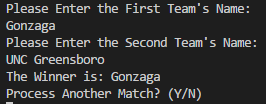 Please Enter the First Team's Name:
Gonzaga
Please Enter the Second Team's Name:
UNC Greensboro
The Winner is: Gonzaga
Process Another Match? (Y/N)